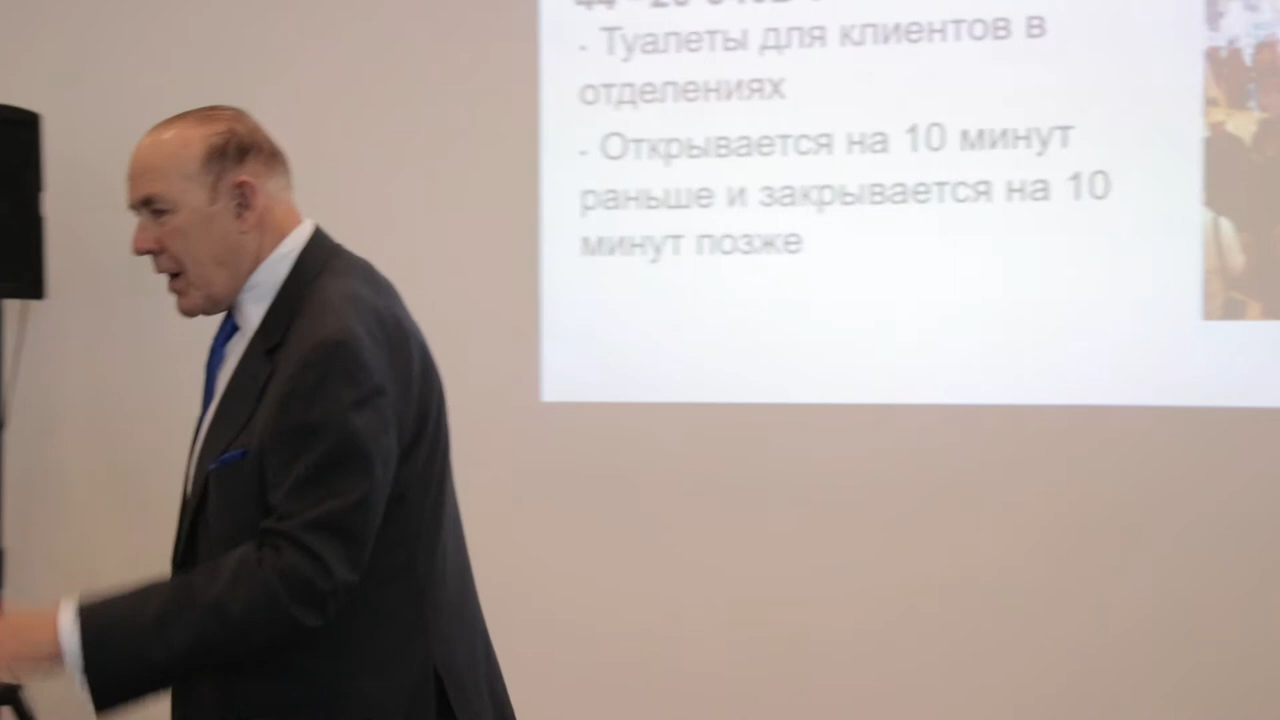 - Туалеты для клиентов в
отделениях
- Открывается на 10 минут
раньше и закрывается на 10
минут позже